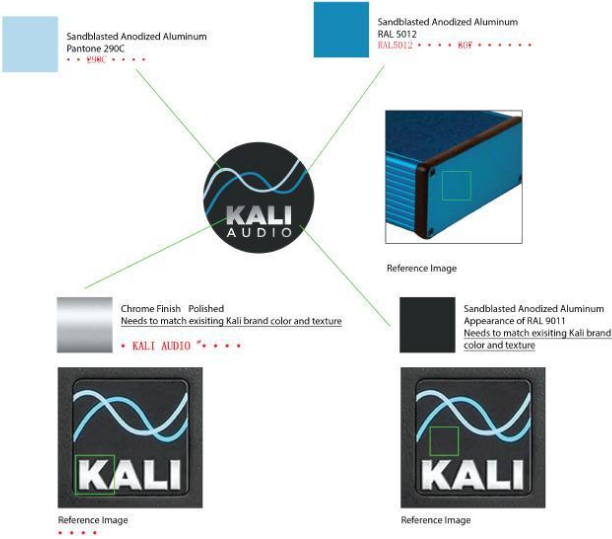 Sandblasted Anodized Aluminum
Pantone 290C
290C
Sandblasted Anodized Aluminum
RAL 5012
RAL5012
KALI
AUDIO
Reference Image
Chrome Finish Polished
Needs to match exisiting Kali brand color and texture
KALI AUDIO
Sandblasted Anodized Aluminum
Appearance of RAL 9011
Needs to match exisiting Kali brand
color and texture
KALI
Reference Image
KALI
Reference Image